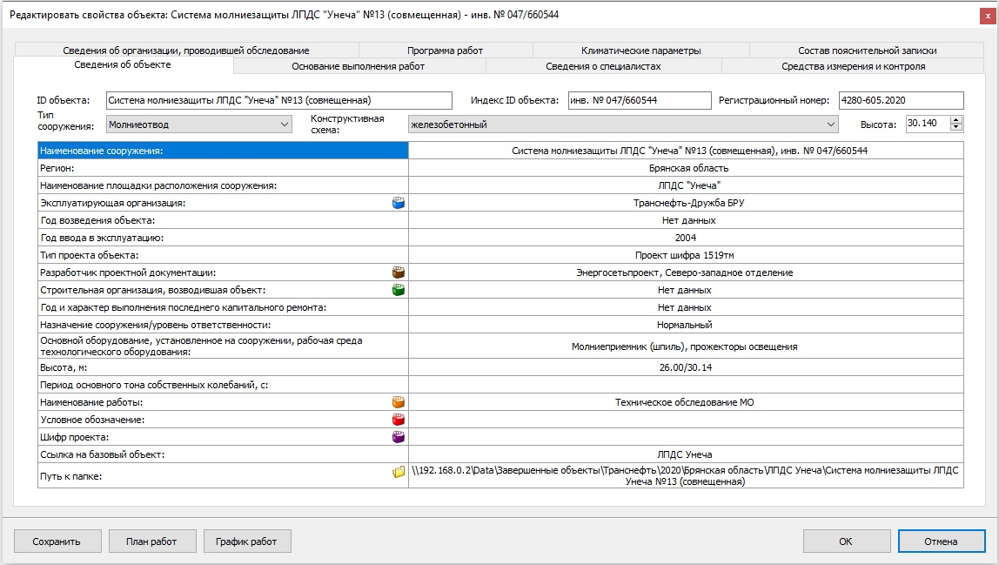 Редактировать свойства объекта: Система молниезащиты ЛПДС "Унеча" №13 (совмещенная) - инв. № 047/660544
x
Сведения об организации, проводившей обследование
Программа работ
Климатические параметры
Состав пояснительной записки
Сведения об объекте
Основание выполнения работ
Сведения о специалистах
Средства измерения и контроля
ID объекта:
Система молниезащиты ЛПДС "Унеча" №13 (совмещенная)
Индекс ID объекта:
инв. № 047/660544
Регистрационный номер:
4280-605.2020
Тип
сооружения:
Молниеотвод
Конструктивная
схема:
железобетонный
Высота:
30.140
Наименование сооружения:
Система молниезащиты ЛПДС "Унеча" №13 (совмещенная), инв. № 047/660544
Регион:
Брянская область
Наименование площадки расположения сооружения:
ЛПДС "Унеча"
Эксплуатирующая организация:
Транснефть-Дружба БРУ
Год возведения объекта:
Нет данных
Год ввода в эксплуатацию:
2004
Тип проекта объекта:
Проект шифра 1519тм
Разработчик проектной документации:
Энергосетьпроект, Северо-западное отделение
Строительная организация, возводившая объект:
Нет данных
Год и характер выполнения последнего капитального ремонта:
Нет данных
Назначение сооружения/уровень ответственности:
Нормальный
Основной оборудование, установленное на сооружении, рабочая среда
технологического оборудования:
Молниеприемник (шпиль), прожекторы освещения
Высота, м:
26.00/30.14
Период основного тона собственных колебаний, с:
Наименование работы:
Техническое обследование МО
Условное обозначение:
Шифр проекта:
Ссылка на базовый объект:
ЛПДС Унеча
Путь к папке:
\\192.168.0.2\Data\Завершенные объекты\Транснефть\2020\Брянская область\ЛПДС Унеча\Система молниезащиты ЛПДС
Унеча №13 (совмещенная)
Сохранить
План работ
График работ
ОК
Отмена